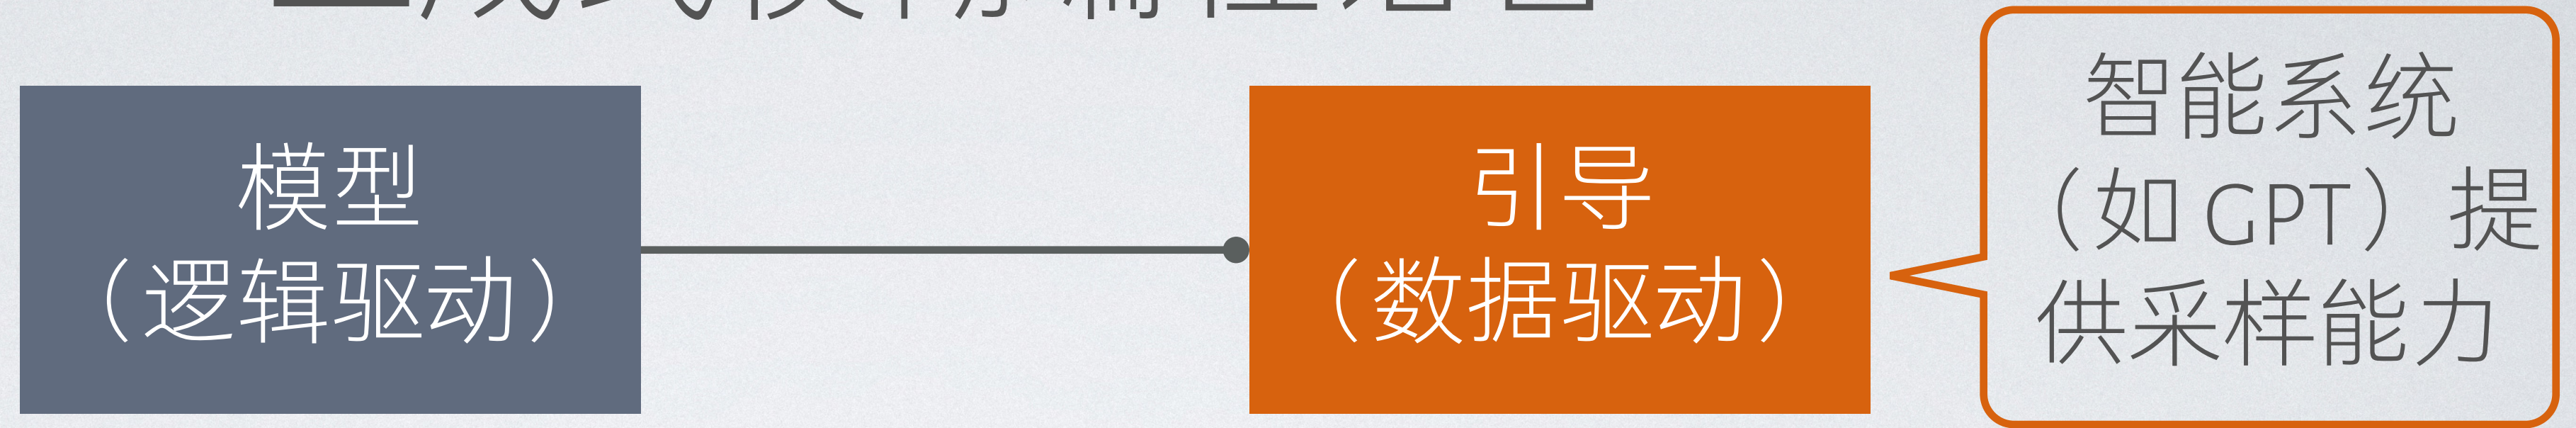 模型
（逻辑驱动）
引导
（数据驱动）
智能系统
（如 GPT）提
供采样能力